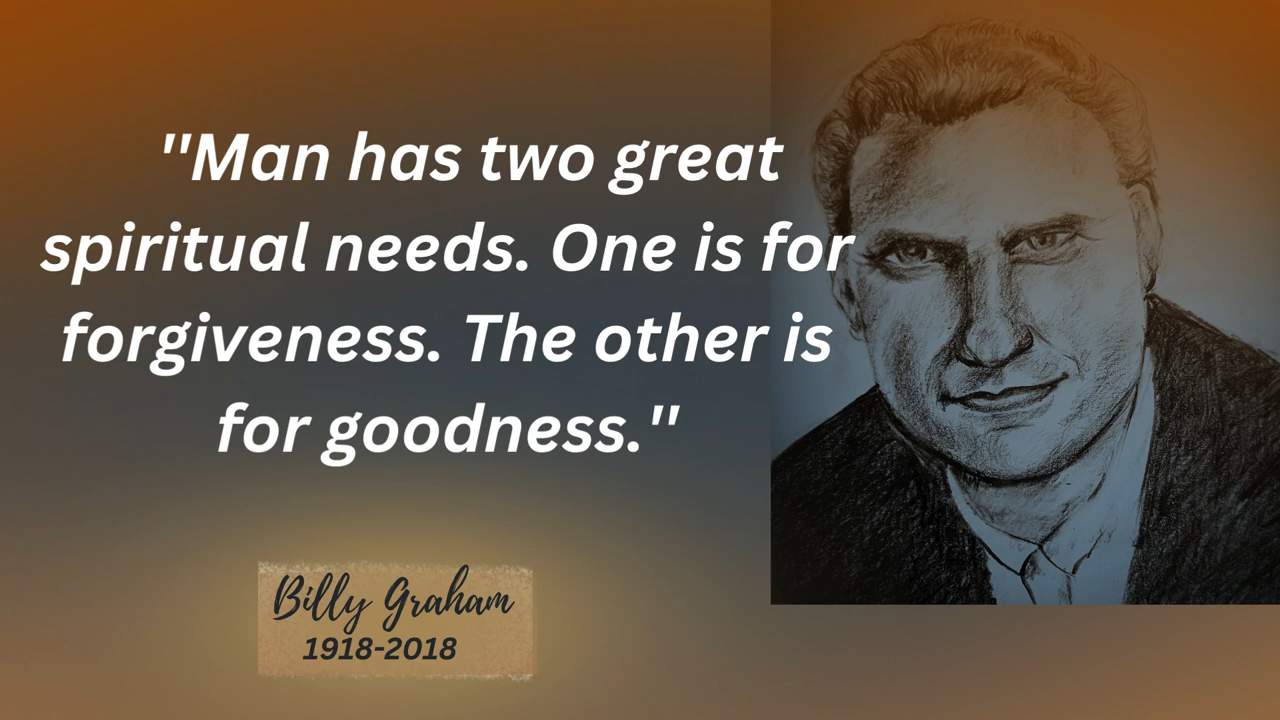 "Man has two great
spiritual needs. One is for
forgiveness. The other is
for goodness."
Billy Graham
1918-2018